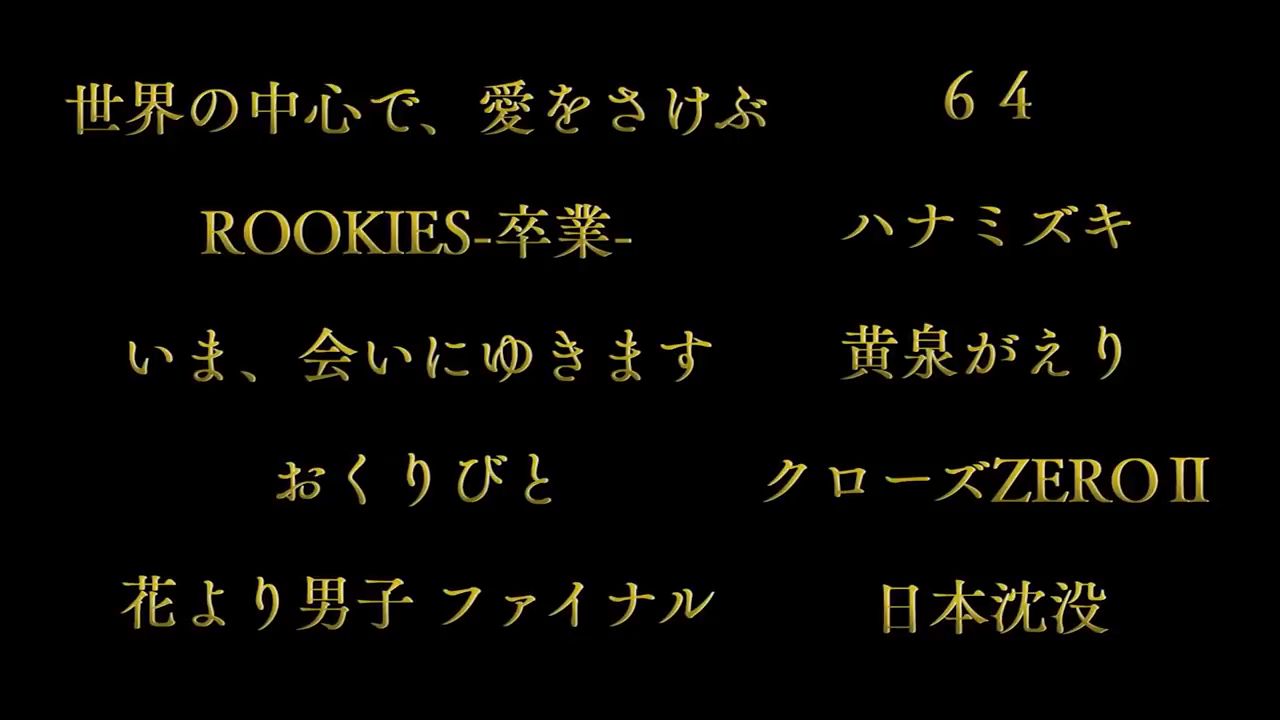 世界の中心で、愛をさけぶ
６４
ROOKIES-卒業-
ハナミズキ
いま、会いにゆきます
黄泉がえり
おくりびと
クローズZEROⅡ
花より男子 ファイナル
日本沈没